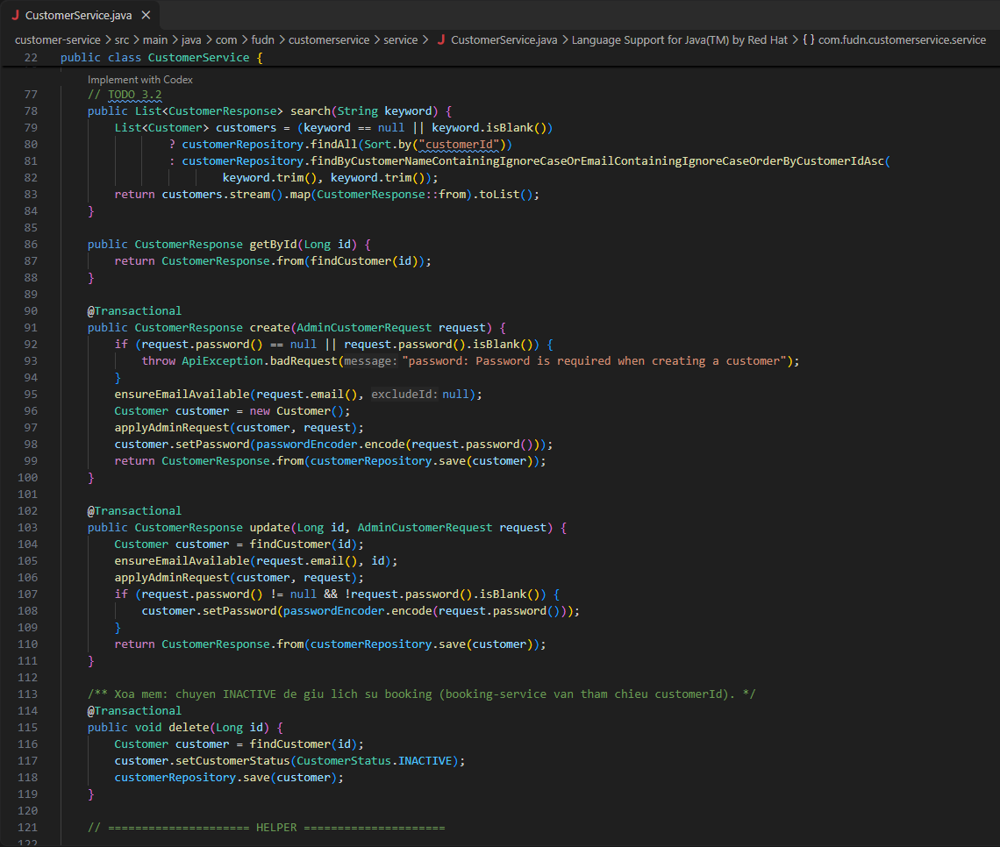 J CustomerService.java ×
customer-service > src > main > java > com > fudn > customerservice > service > J CustomerService.java > Language Support for Java(TM) by Red Hat > {} com.fudn.customerservice.service
22 public class CustomerService {
Implement with Codex
77 // TODO 3.2
78 public List<CustomerResponse> search(String keyword) {
79 List<Customer> customers = (keyword == null || keyword.isBlank())
80 ? customerRepository.findAll(Sort.by("customerId"))
81 : customerRepository.findByCustomerNameContainingIgnoreCaseOrEmailContainingIgnoreCaseOrderByCustomerIdAsc(
82 keyword.trim(), keyword.trim());
83 return customers.stream().map(CustomerResponse::from).toList();
84 }
85
86 public CustomerResponse getById(Long id) {
87 return CustomerResponse.from(findCustomer(id));
88 }
89
90 @Transactional
91 public CustomerResponse create(AdminCustomerRequest request) {
92 if (request.password() == null || request.password().isBlank()) {
93 throw ApiException.badRequest(message: "password: Password is required when creating a customer");
94 }
95 ensureEmailAvailable(request.email(), excludeId: null);
96 Customer customer = new Customer();
97 applyAdminRequest(customer, request);
98 customer.setPassword(passwordEncoder.encode(request.password()));
99 return CustomerResponse.from(customerRepository.save(customer));
100 }
101
102 @Transactional
103 public CustomerResponse update(Long id, AdminCustomerRequest request) {
104 Customer customer = findCustomer(id);
105 ensureEmailAvailable(request.email(), id);
106 applyAdminRequest(customer, request);
107 if (request.password() != null && !request.password().isBlank()) {
108 customer.setPassword(passwordEncoder.encode(request.password()));
109 }
110 return CustomerResponse.from(customerRepository.save(customer));
111 }
112
113 /** Xoa mem: chuyen INACTIVE de giu lich su booking (booking-service van tham chieu customerId). */
114 @Transactional
115 public void delete(Long id) {
116 Customer customer = findCustomer(id);
117 customer.setCustomerStatus(CustomerStatus.INACTIVE);
118 customerRepository.save(customer);
119 }
120
121 // ===================== HELPER =====================
122